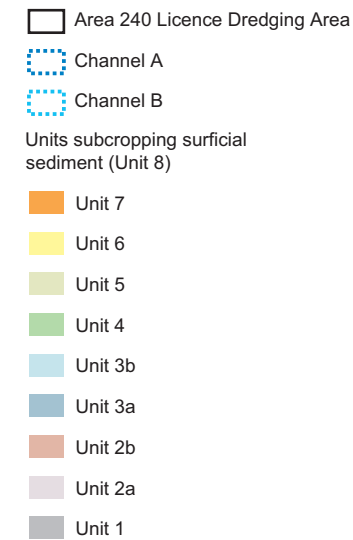 Area 240 Licence Dredging Area
Channel A
Channel B
Units subcropping surficial
sediment (Unit 8)
Unit 7
Unit 6
Unit 5
Unit 4
Unit 3b
Unit 3a
Unit 2b
Unit 2a
Unit 1